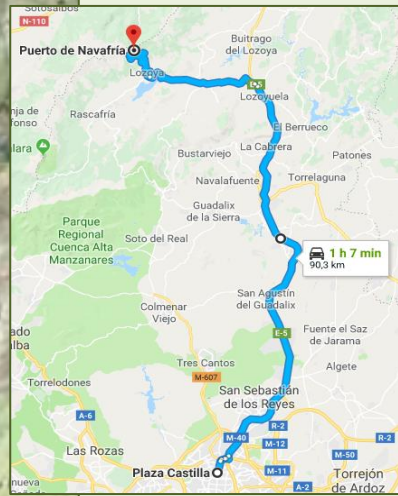 Sotosalbos
N-110
Puerto de Navafría
Buitrago
del Lozoya
Lozoya
E-5
Lozoyuela
Rascafría
El Berrueco
La Cabrera
Bustarviejo
Patones
Navalafuente
Torrelaguna
Guadalix
de la Sierra
Parque
Regional
Cuenca Alta
Manzanares
Soto del Real
1 h 7 min
90,3 km
San Agustín
del Guadalix
Colmenar
Viejo
E-5
Fuente el Saz
de Jarama
Tres Cantos
Algete
M-607
Torrelodones
San Sebastián
de los Reyes
A-6
R-2
M-40
M-12
R-2
Las Rozas
M-50
Plaza Castilla
M-11
A-2
Torrejón
de Ardoz